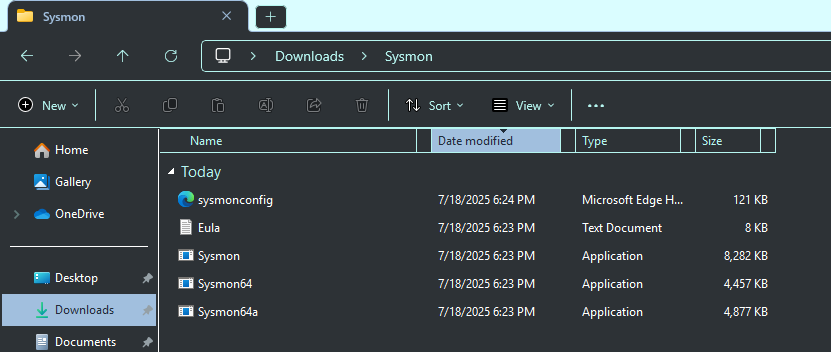 Sysmon
Downloads Sysmon
New Sort View
Name Date modified Type Size
Home
Gallery
OneDrive
Desktop
Downloads
Documents
Today
sysmonconfig 7/18/2025 6:24 PM Microsoft Edge H... 121 KB
Eula 7/18/2025 6:23 PM Text Document 8 KB
Sysmon 7/18/2025 6:23 PM Application 8,282 KB
Sysmon64 7/18/2025 6:23 PM Application 4,457 KB
Sysmon64a 7/18/2025 6:23 PM Application 4,877 KB